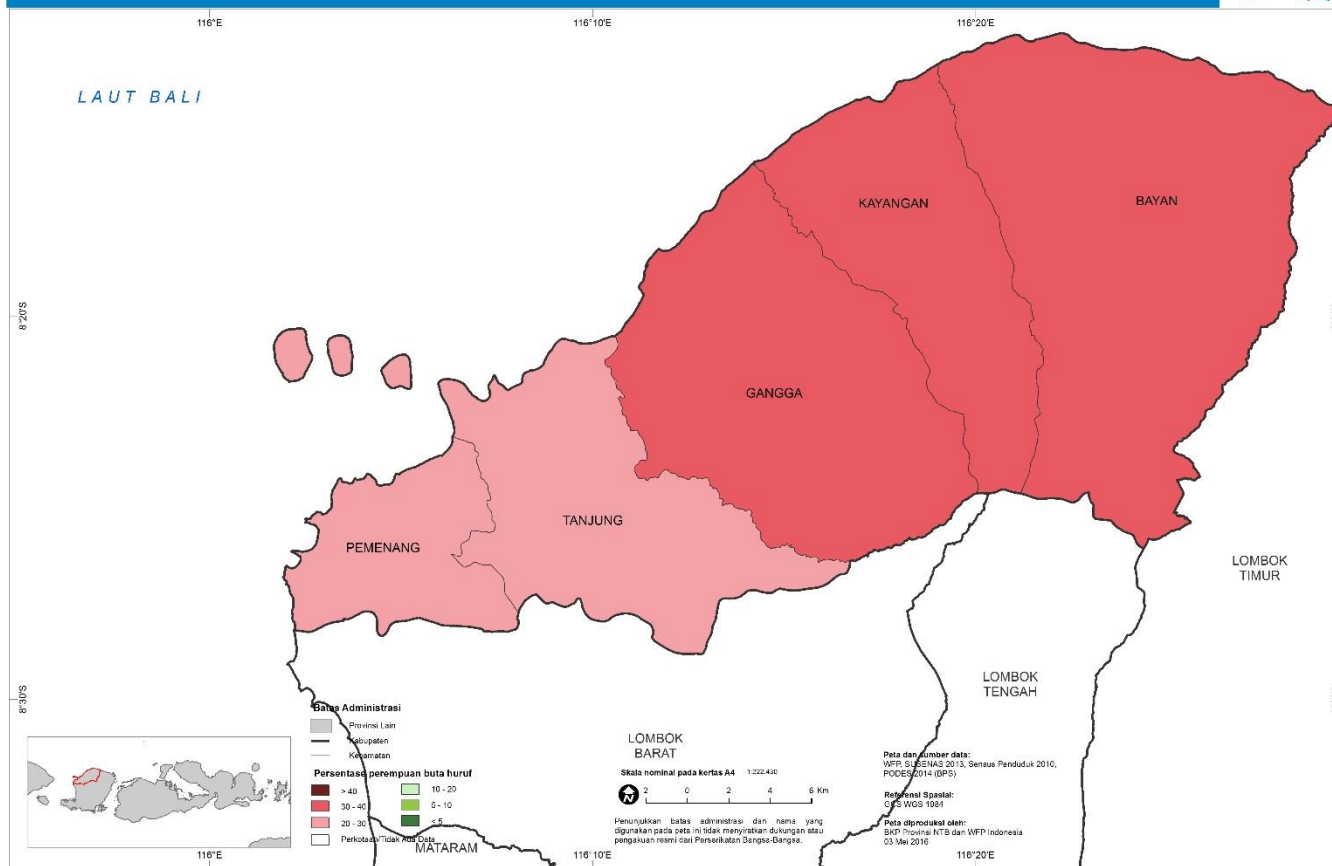 116°E
116°10'E
116°20'E
LAUT BALI
KAYANGAN
BAYAN
8°20'S
GANGGA
TANJUNG
PEMENANG
LOMBOK
TIMUR
LOMBOK
TENGAH
8°30'S
LOMBOK
BARAT
MATARAM
Batas Administrasi
Provinsi Lain
Kabupaten
Kecamatan
Persentase perempuan buta huruf
> 40
30 - 40
20 - 30
Perkotaan/Tidak Ada Data
10 - 20
5 - 10
< 5
Skala nominal pada kertas A4 1:222.430
N
2 0 2 4 6 Km
Penunjukkan batas administrasi dan nama yang
digunakan pada peta ini tidak menyiratkan dukungan atau
pengakuan resmi dari Perserikatan Bangsa-Bangsa.
Peta dan sumber data:
WFP, SUSENAS 2013, Sensus Penduduk 2010,
PODES 2014 (BPS)
Referensi Spasial:
GCS WGS 1984
Peta diproduksi oleh:
BKP Provinsi NTB dan WFP Indonesia
03 Mei 2016
116°E
116°10'E
116°20'E